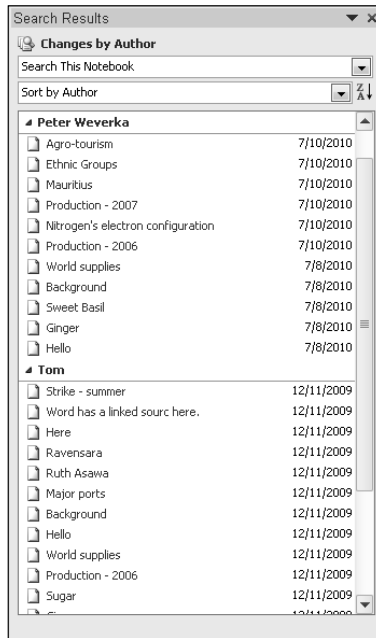 Search Results
Changes by Author
Search This Notebook
Sort by Author
Peter Weverka
Agro-tourism 7/10/2010
Ethnic Groups 7/10/2010
Mauritius 7/10/2010
Production - 2007 7/10/2010
Nitrogen's electron configuration 7/10/2010
Production - 2006 7/10/2010
World supplies 7/8/2010
Background 7/8/2010
Sweet Basil 7/8/2010
Ginger 7/8/2010
Hello 7/8/2010
Tom
Strike - summer 12/11/2009
Word has a linked sourc here. 12/11/2009
Here 12/11/2009
Ravensara 12/11/2009
Ruth Asawa 12/11/2009
Major ports 12/11/2009
Background 12/11/2009
Hello 12/11/2009
World supplies 12/11/2009
Production - 2006 12/11/2009
Sugar 12/11/2009